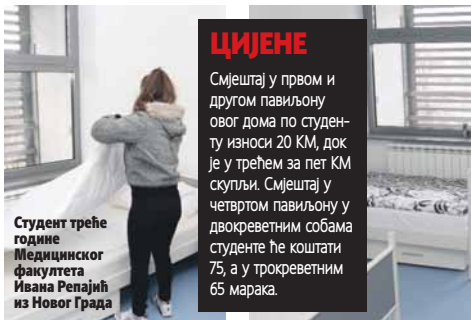 ЦИЈЕНЕ
Смјештај у првом и
другом павиљону
овог дома по студен-
ту износи 20 КМ, док
је у трећем за пет КМ
скупљи. Смјештај у
четвртом павиљону у
двокреветним собама
студенте ће коштати
75, а у трокреветним
65 марака.
Студент треће
године
Медицинског
факултета
Ивана Репајић
из Новог Града